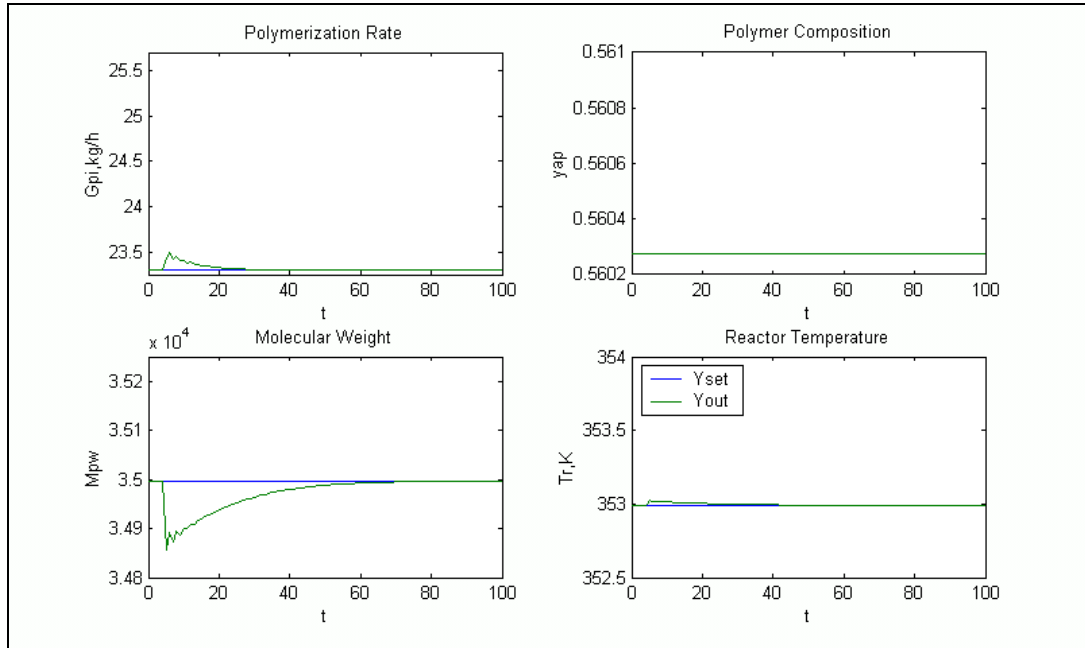 Polymerization Rate
25.5
25
24.5
24
23.5
Gpi,kg/h
0 20 40 60 80 100
t
Polymer Composition
0.561
0.5608
0.5606
0.5604
0.5602
yap
0 20 40 60 80 100
t
x 10^4
Molecular Weight
3.52
3.51
3.5
3.49
3.48
Mpw
0 20 40 60 80 100
t
Reactor Temperature
354
353.5
353
352.5
Tr,K
Yset
Yout
0 20 40 60 80 100
t